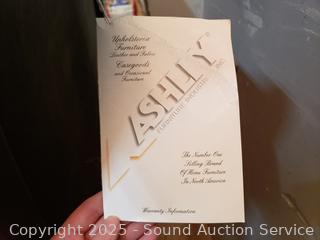 Upholstered
Furniture
Leather and Fabric
Casegoods
and Occasional
Furniture
ASHLEY®
FURNITURE INDUSTRIES, INC.
The Number One
Selling Brand
Of Home Furniture
In North America
Warranty Information
Copyright 2025 - Sound Auction Service